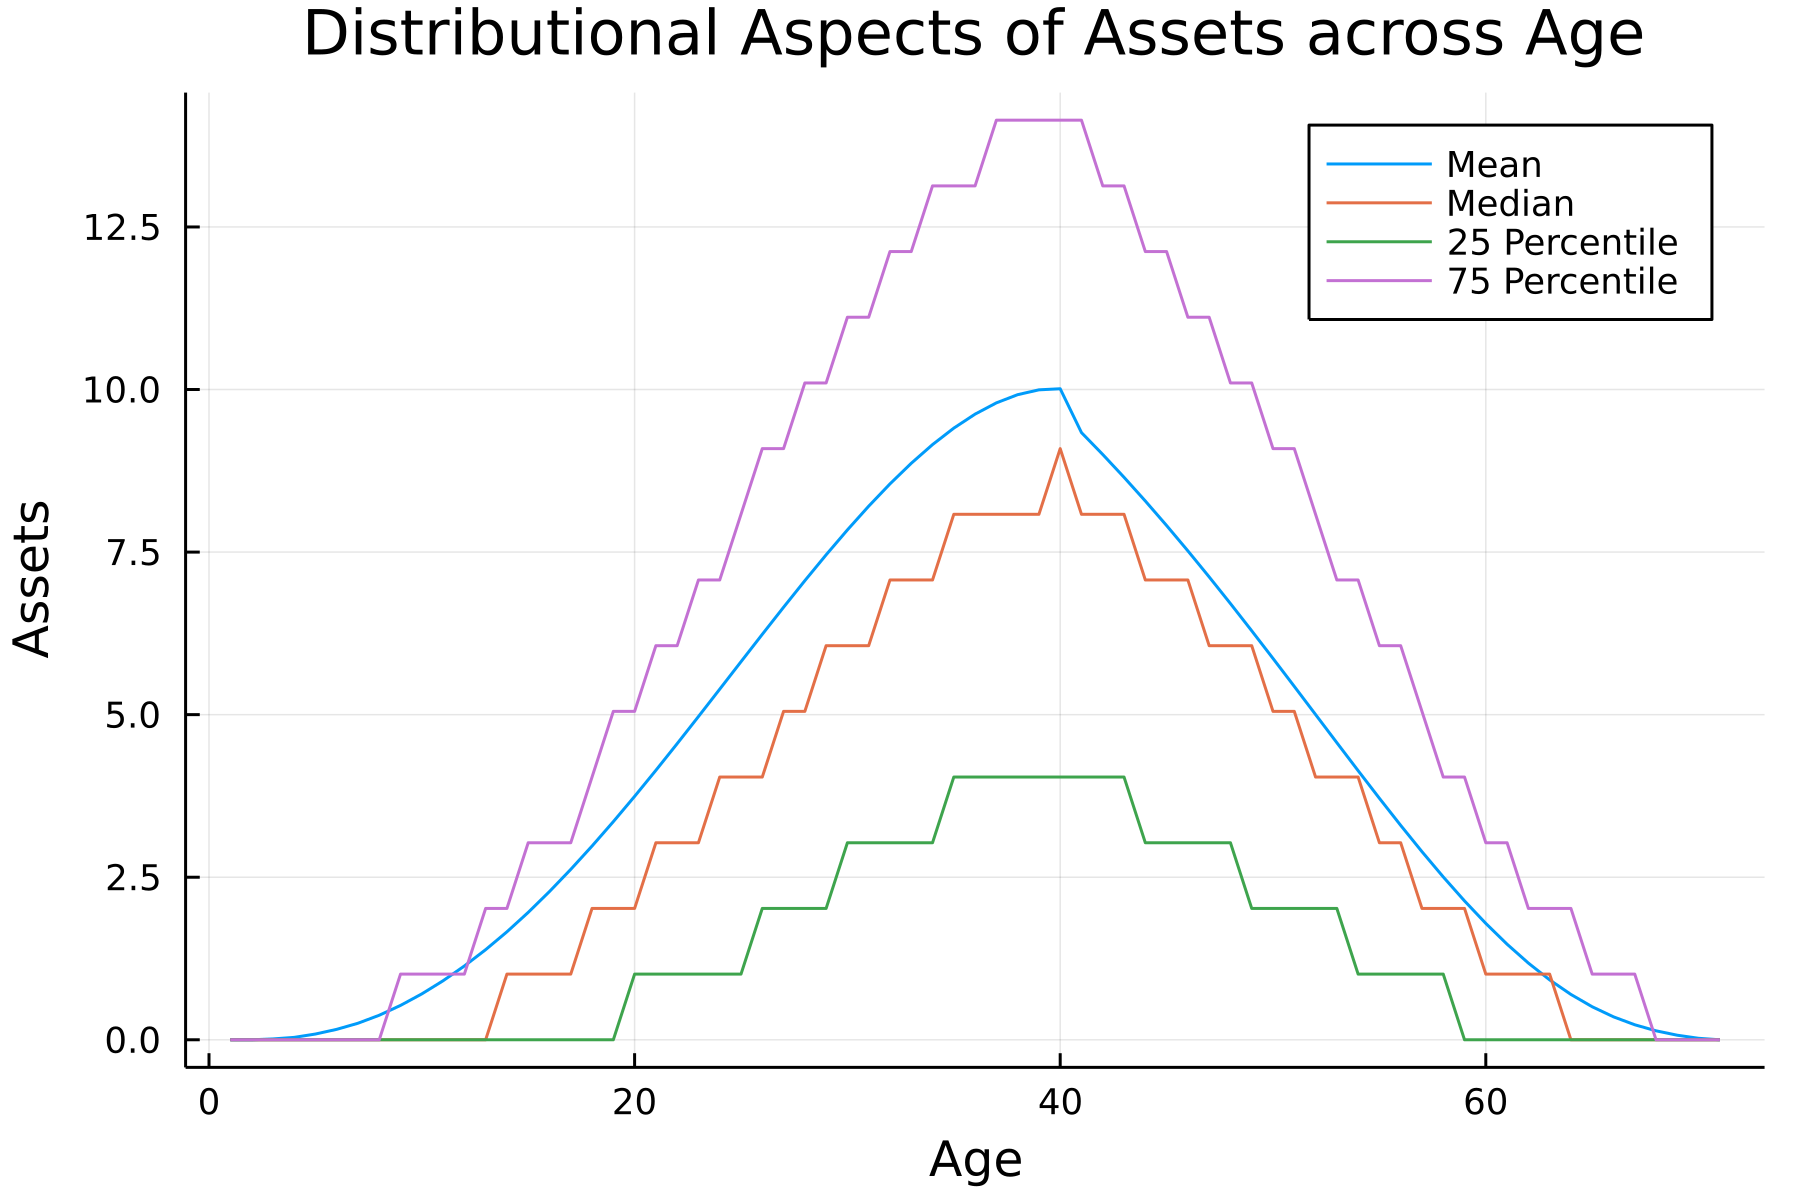 Distributional Aspects of Assets across Age
Mean
Median
25 Percentile
75 Percentile
12.5
10.0
7.5
5.0
2.5
0.0
Assets
0 20 40 60
Age